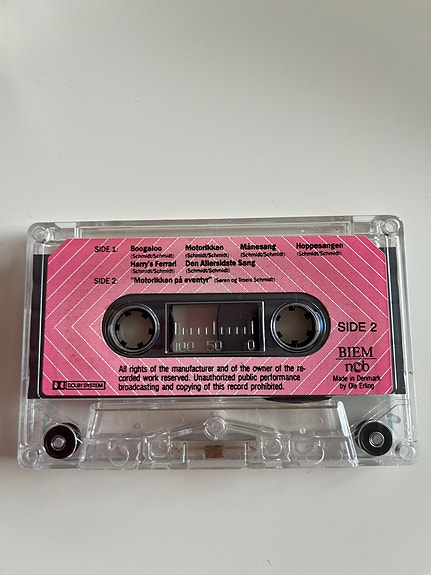 SIDE 1: Boogaloo Motorikken Månesang Hoppesangen
(Schmidt/Schmidt) (Schmidt/Schmidt) (Schmidt/Schmidt) (Schmidt/Schmidt)
Harry's Ferrari Den Allersidste Sang
(Schmidt/Schmidt) (Schmidt/Schmidt)
SIDE 2: "Motorikken på eventyr" (Søren og Troels Schmidt)
100 50 0
SIDE 2
BIEM
ncb
Made in Denmark
by Ole Erling
DOLBY SYSTEM
All rights of the manufacturer and of the owner of the re-
corded work reserved. Unauthorized public performance
broadcasting and copying of this record prohibited.